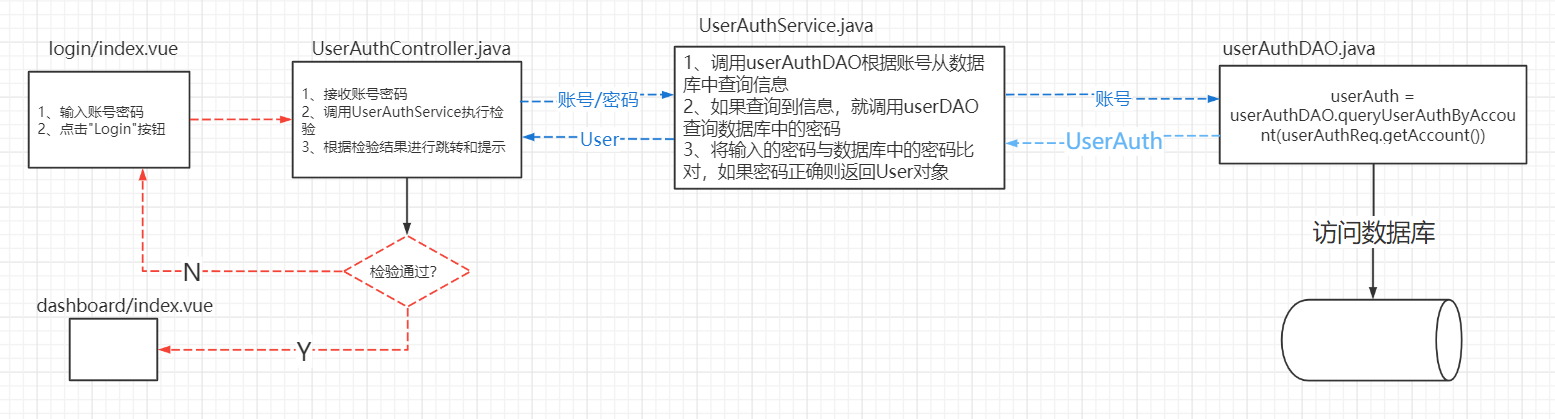 login/index.vue
1、输入账号密码
2、点击"Login"按钮
UserAuthController.java
1、接收账号密码
2、调用UserAuthService执行检
验
3、根据检验结果进行跳转和提示
账号/密码
User
UserAuthService.java
1、调用userAuthDAO根据账号从数据
库中查询信息
2、如果查询到信息，就调用userDAO
查询数据库中的密码
3、将输入的密码与数据库中的密码比
对，如果密码正确则返回User对象
账号
UserAuth
userAuthDAO.java
userAuth =
userAuthDAO.queryUserAuthByAccou
nt(userAuthReq.getAccount())
访问数据库
检验通过?
N
dashboard/index.vue
Y